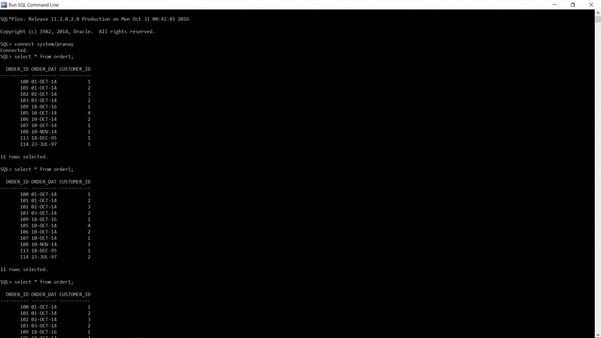 Run SQL Command Line
SQL*Plus: Release 11.2.0.2.0 Production on Mon Oct 31 00:41:45 2016
Copyright (c) 1982, 2014, Oracle.  All rights reserved.
SQL> connect system/pranay
Connected.
SQL> select * from order1;
ORDER_ID ORDER_DAT CUSTOMER_ID
---------- --------- -----------
100 01-OCT-14 1
101 01-OCT-14 2
102 02-OCT-14 3
103 03-OCT-14 2
109 18-OCT-16 1
105 10-OCT-14 4
106 10-OCT-14 2
107 10-OCT-14 1
108 10-NOV-14 1
113 18-DEC-95 1
114 23-JUL-97 1
11 rows selected.
SQL> select * from order1;
ORDER_ID ORDER_DAT CUSTOMER_ID
---------- --------- -----------
100 01-OCT-14 1
101 01-OCT-14 2
102 02-OCT-14 3
103 03-OCT-14 2
109 18-OCT-16 1
105 10-OCT-14 4
106 10-OCT-14 2
107 10-OCT-14 1
108 10-NOV-14 1
113 18-DEC-95 1
114 23-JUL-97 2
11 rows selected.
SQL> select * from order1;
ORDER_ID ORDER_DAT CUSTOMER_ID
---------- --------- -----------
100 01-OCT-14 1
101 01-OCT-14 2
102 02-OCT-14 3
103 03-OCT-14 2
109 18-OCT-16 1